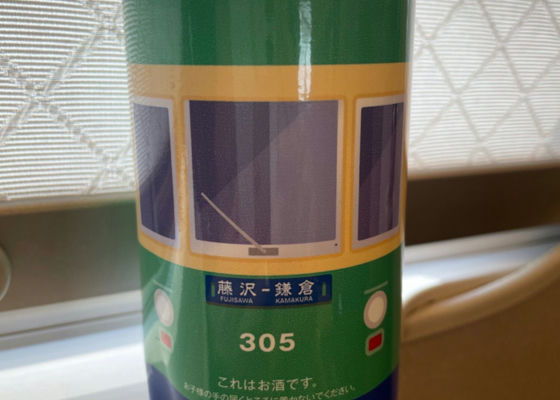 藤沢-鎌倉
FUJISAWA KAMAKURA
305
これはお酒です。
お子様の手の届くところに置かないでください。